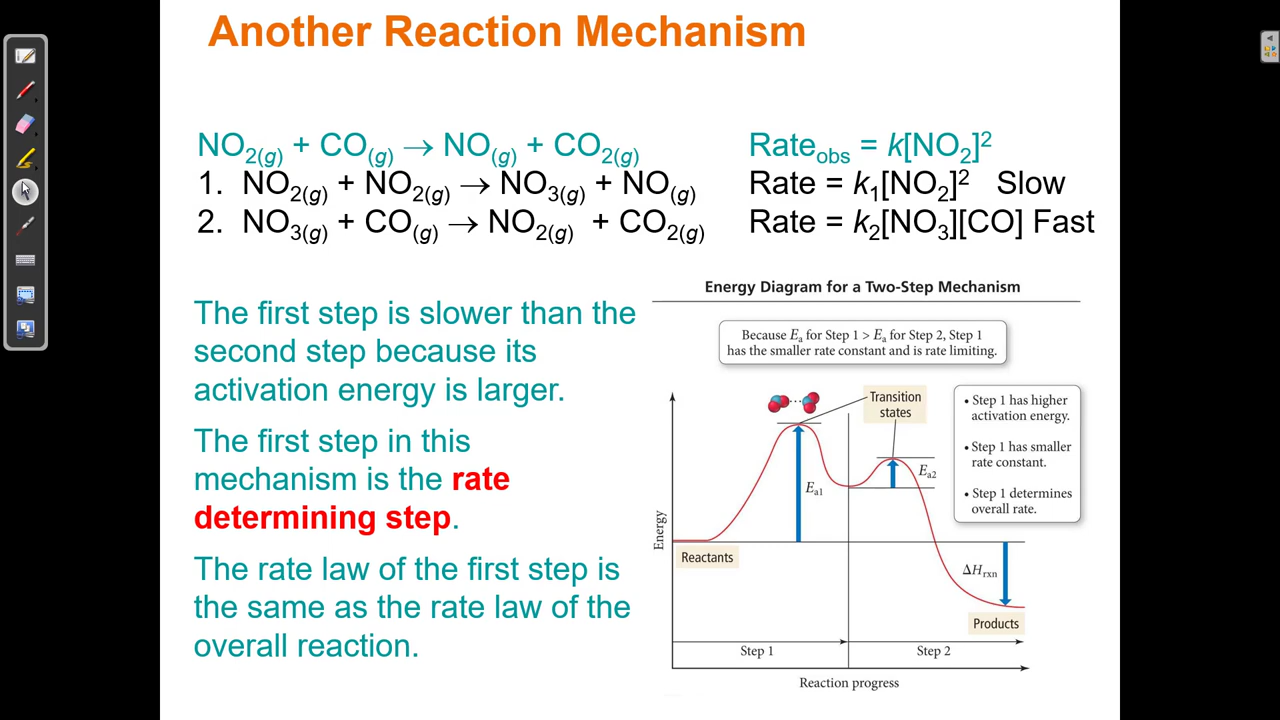 Another Reaction Mechanism
NO2(g) + CO(g) → NO(g) + CO2(g) Rateobs = k[NO2]²
1. NO2(g) + NO2(g) → NO3(g) + NO(g) Rate = k1[NO2]² Slow
2. NO3(g) + CO(g) → NO2(g) + CO2(g) Rate = k2[NO3][CO] Fast
The first step is slower than the
second step because its
activation energy is larger.
The first step in this
mechanism is the rate
determining step.
The rate law of the first step is
the same as the rate law of the
overall reaction.
Energy Diagram for a Two-Step Mechanism
Because Ea for Step 1 > Ea for Step 2, Step 1
has the smaller rate constant and is rate limiting.
Transition
states
• Step 1 has higher
activation energy.
• Step 1 has smaller
rate constant.
• Step 1 determines
overall rate.
Ea1
Ea2
Energy
Reactants
ΔHrxn
Products
Step 1
Step 2
Reaction progress